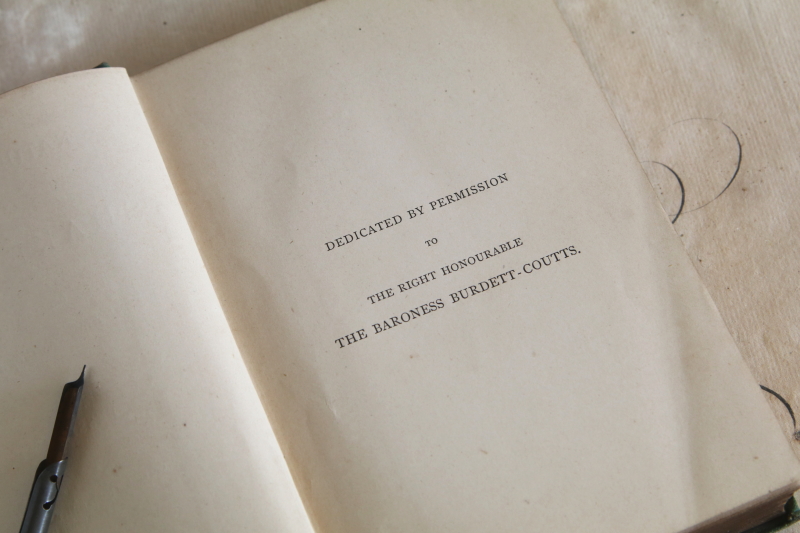 DEDICATED BY PERMISSION
TO
THE RIGHT HONOURABLE
THE BARONESS BURDETT-COUTTS.